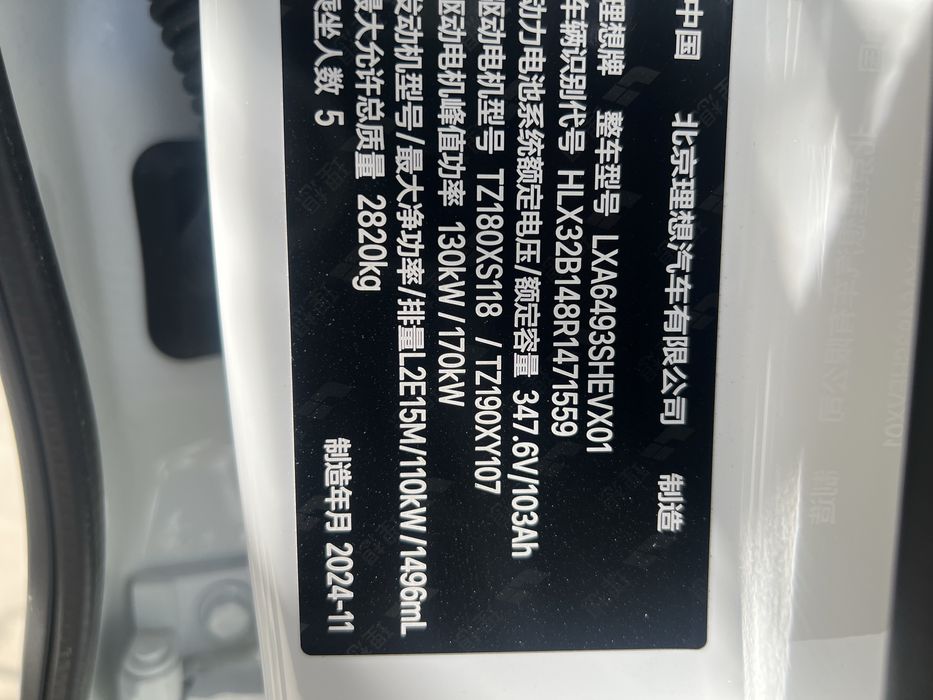 中国 北京理想汽车有限公司 制造
理想牌 整车型号 LXA6493SHEVX01
车辆识别代号 HLX32B148R1471559
动力电池系统额定电压/额定容量 347.6V/103Ah
驱动电机型号 TZ180XS118 / TZ190XY107
驱动电机峰值功率 130kW/170kW
发动机型号/最大净功率/排量L2E15M/110kW/1496mL
最大允许总质量 2820kg
乘坐人数 5 制造年月 2024-11